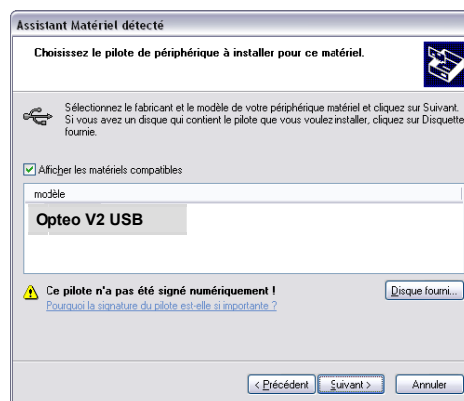 Assistant Matériel détecté
Choisissez le pilote de périphérique à installer pour ce matériel.
Sélectionnez le fabricant et le modèle de votre périphérique matériel et cliquez sur Suivant.
Si vous avez un disque qui contient le pilote que vous voulez installer, cliquez sur Disquette
fournie.
Afficher les matériels compatibles
modèle
Opteo V2 USB
Ce pilote n'a pas été signé numériquement !
Pourquoi la signature du pilote est-elle si importante ?
Disque fourni...
< Précédent
Suivant >
Annuler